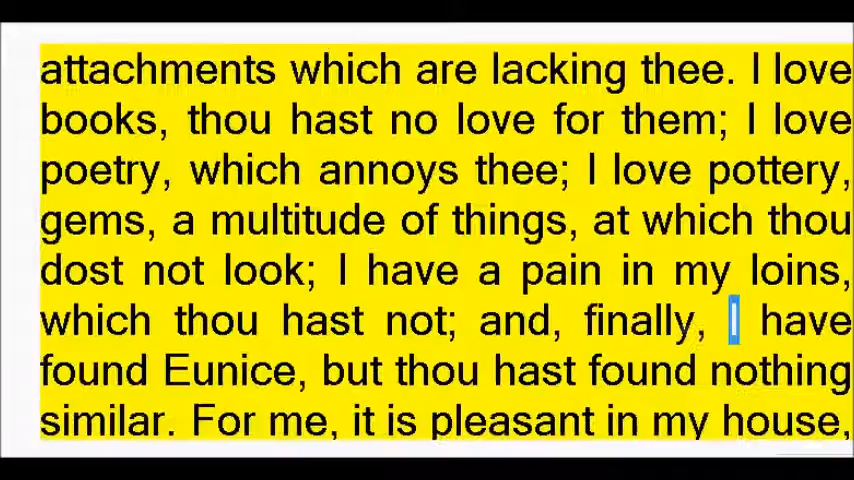 attachments which are lacking thee. I love
books, thou hast no love for them; I love
poetry, which annoys thee; I love pottery,
gems, a multitude of things, at which thou
dost not look; I have a pain in my loins,
which thou hast not; and, finally, I have
found Eunice, but thou hast found nothing
similar. For me, it is pleasant in my house,